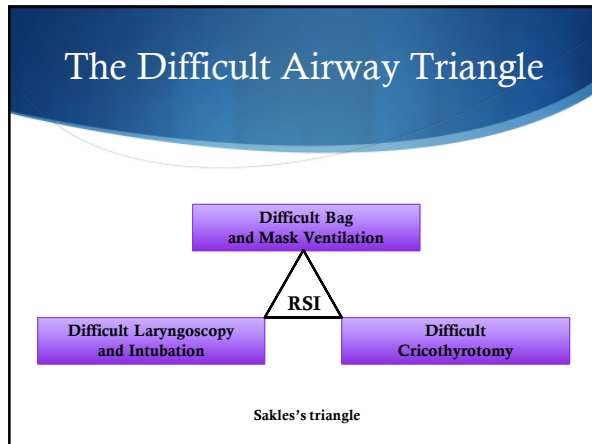 The Difficult Airway Triangle
Difficult Bag
and Mask Ventilation
RSI
Difficult Laryngoscopy
and Intubation
Difficult
Cricothyrotomy
Sakles's triangle